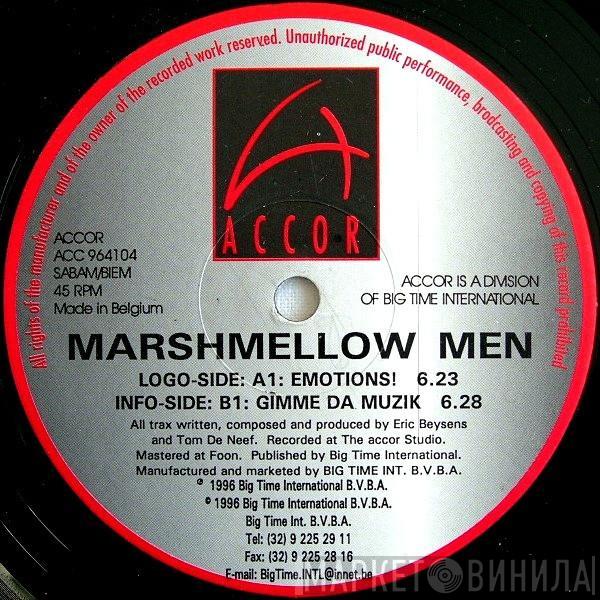 All rights of the manufacturer and of the owner of the recorded work reserved. Unauthorized public performance, brodcasting and copying of this record prohibited
ACCOR
ACCOR
ACC 964104
SABAM/BIEM
45 RPM
Made in Belgium
ACCOR IS A DIVISION
OF BIG TIME INTERNATIONAL
MARSHMELLOW MEN
LOGO-SIDE: A1: EMOTIONS! 6.23
INFO-SIDE: B1: GIMME DA MUZIK 6.28
All trax written, composed and produced by Eric Beysens
and Tom De Neef. Recorded at The accor Studio.
Mastered at Foon. Published by Big Time International.
Manufactured and marketed by BIG TIME INT. B.V.B.A.
℗ 1996 Big Time International B.V.B.A.
© 1996 Big Time International B.V.B.A.
Big Time Int. B.V.B.A.
Tel: (32) 9 225 29 11
Fax: (32) 9 225 28 16
E-mail: BigTime.INTL@innet.be
МАРКЕТ ВИНИЛА